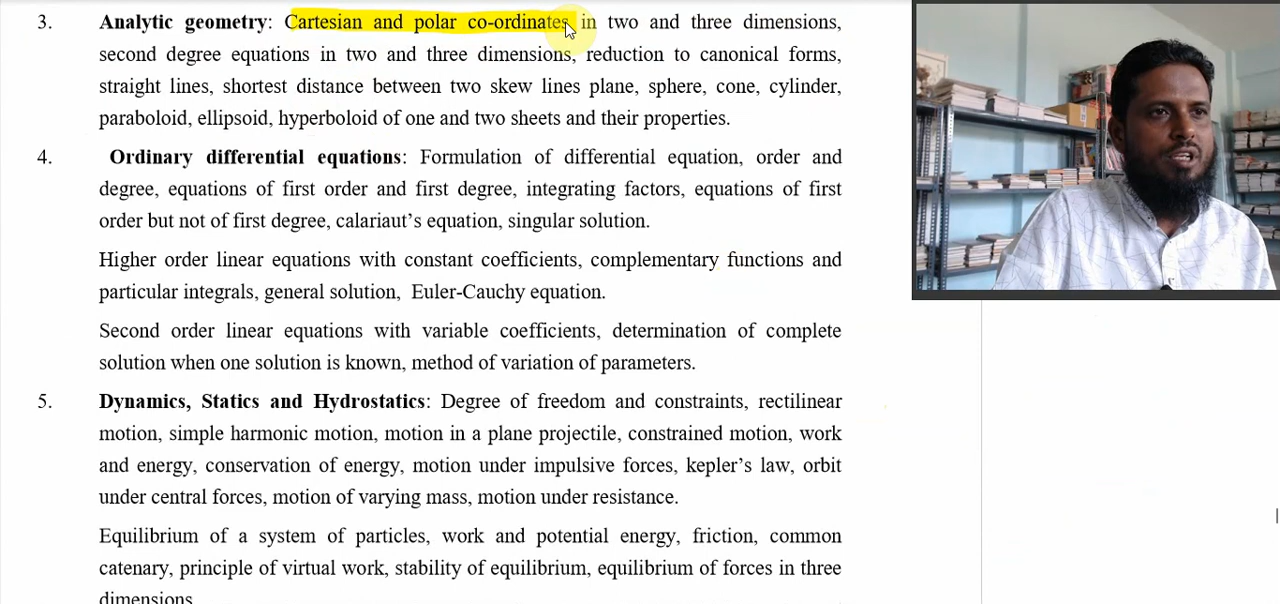 3. Analytic geometry: Cartesian and polar co-ordinates in two and three dimensions,
second degree equations in two and three dimensions, reduction to canonical forms,
straight lines, shortest distance between two skew lines plane, sphere, cone, cylinder,
paraboloid, ellipsoid, hyperboloid of one and two sheets and their properties.
4. Ordinary differential equations: Formulation of differential equation, order and
degree, equations of first order and first degree, integrating factors, equations of first
order but not of first degree, calariaut's equation, singular solution.
Higher order linear equations with constant coefficients, complementary functions and
particular integrals, general solution, Euler-Cauchy equation.
Second order linear equations with variable coefficients, determination of complete
solution when one solution is known, method of variation of parameters.
5. Dynamics, Statics and Hydrostatics: Degree of freedom and constraints, rectilinear
motion, simple harmonic motion, motion in a plane projectile, constrained motion, work
and energy, conservation of energy, motion under impulsive forces, kepler's law, orbit
under central forces, motion of varying mass, motion under resistance.
Equilibrium of a system of particles, work and potential energy, friction, common
catenary, principle of virtual work, stability of equilibrium, equilibrium of forces in three
dimensions